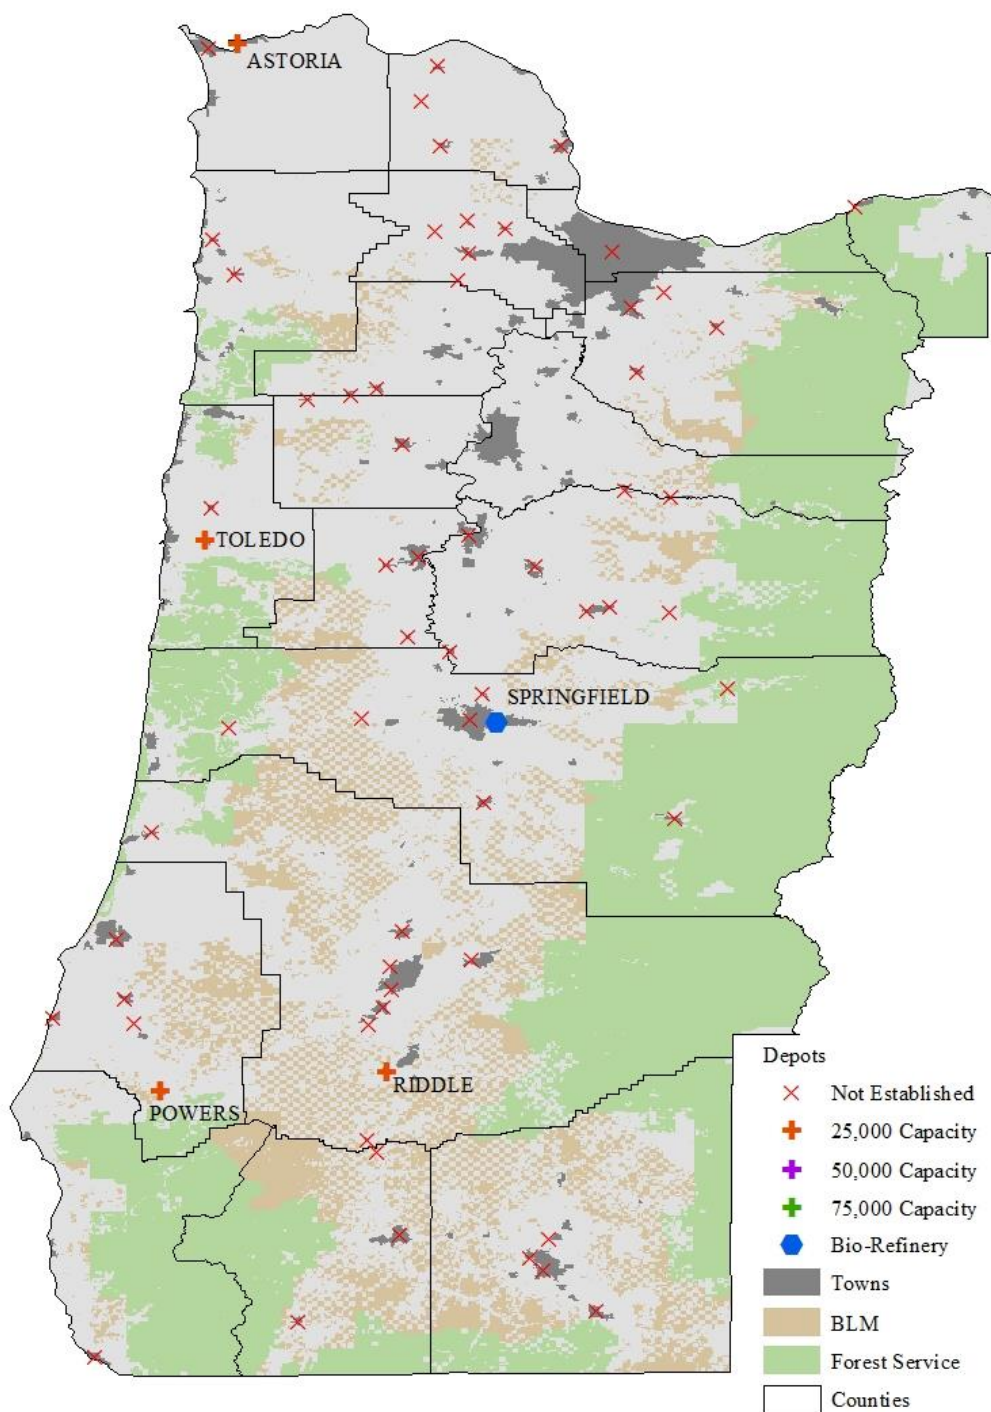 ASTORIA
TOLEDO
SPRINGFIELD
RIDDLE
POWERS
Depots
Not Established
25,000 Capacity
50,000 Capacity
75,000 Capacity
Bio-Refinery
Towns
BLM
Forest Service
Counties